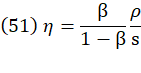 (51) η = β/(1 − β) ρ/s